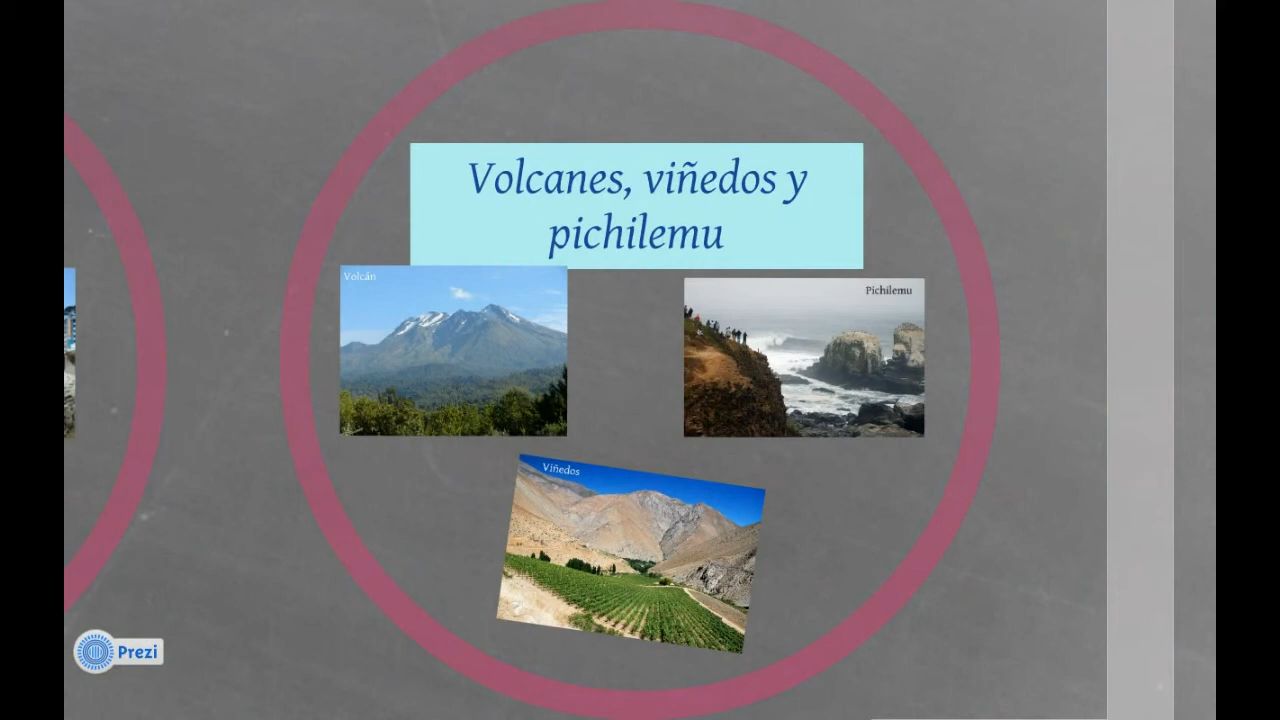 Volcanes, viñedos y
pichilemu
Volcán
Pichilemu
Viñedos
Prezi